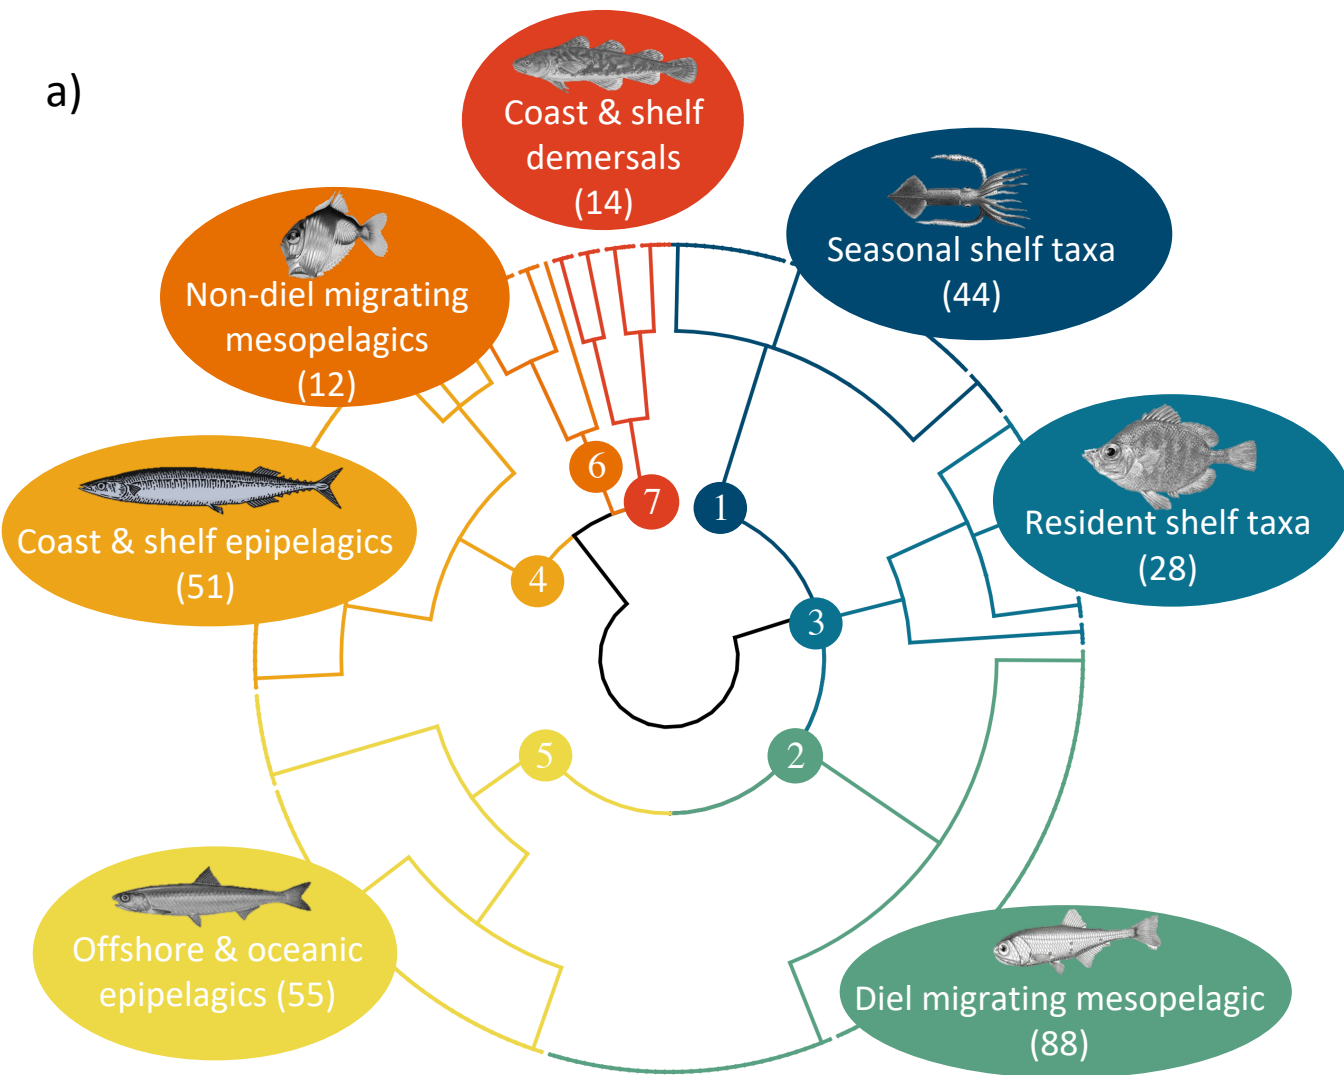 a)
Coast & shelf
demersals
(14)
Seasonal shelf taxa
(44)
Non-diel migrating
mesopelagics
(12)
Resident shelf taxa
(28)
Coast & shelf epipelagics
(51)
6
7
1
4
3
5
2
Offshore & oceanic
epipelagics (55)
Diel migrating mesopelagic
(88)